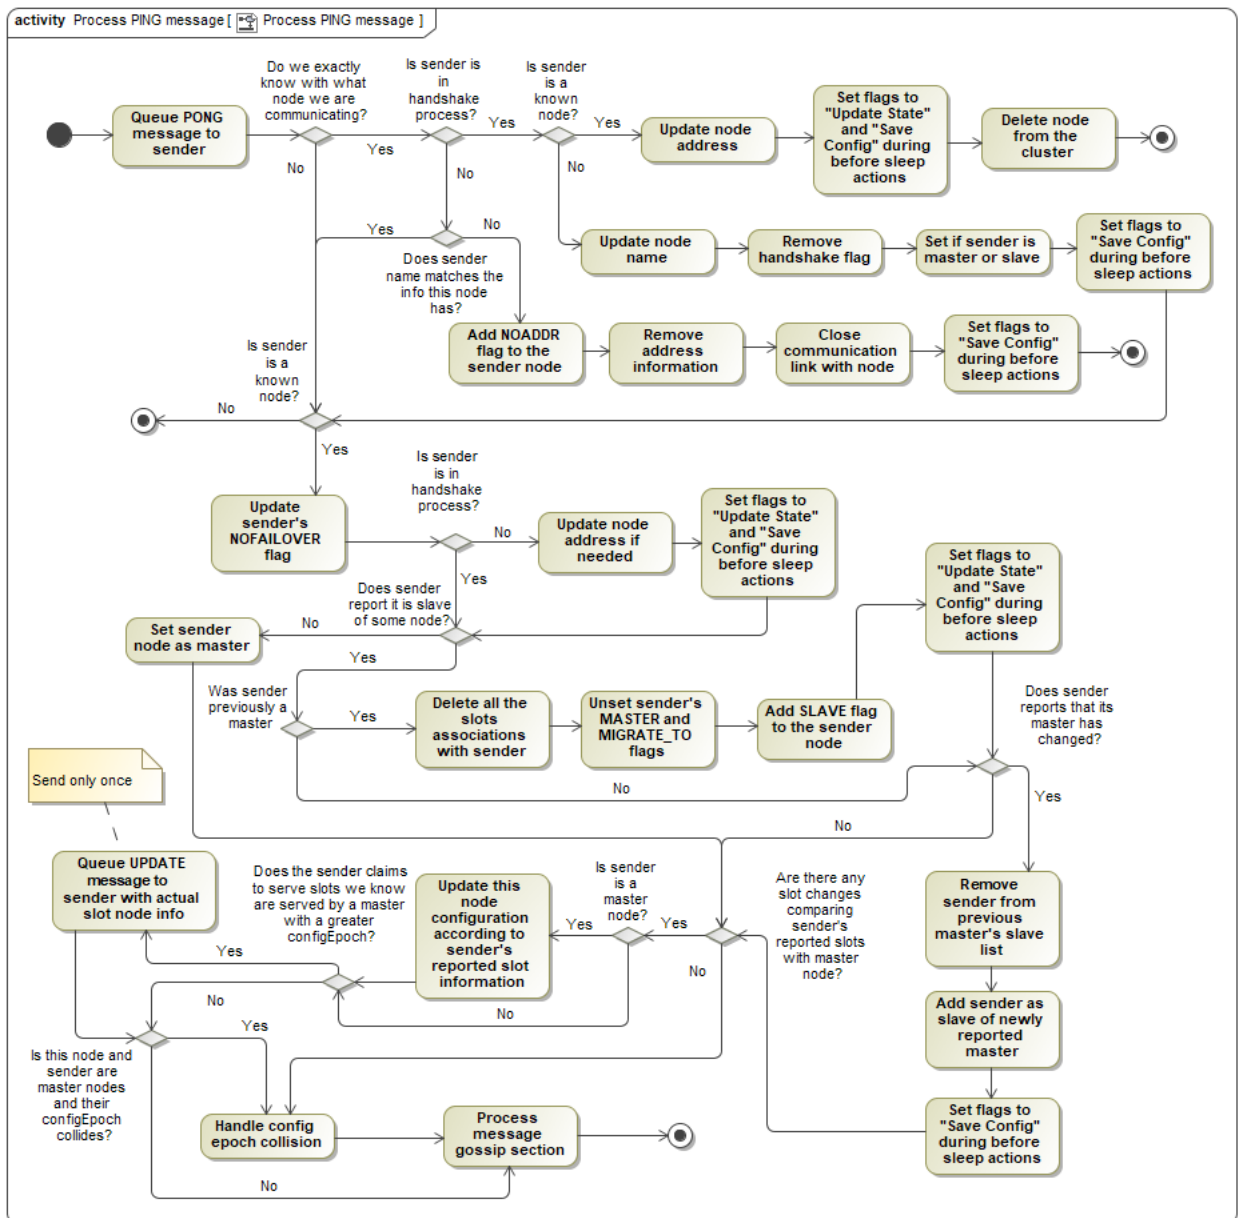 activity Process PING message [ Process PING message ]
Do we exactly
know with what
node we are
communicating?
Is sender is
in
handshake
process?
Is sender
is a
known
node?
Queue PONG
message to
sender
Yes
Yes
Yes
No
No
No
Update node
address
Set flags to
"Update State"
and "Save
Config" during
before sleep
actions
Delete node
from the
cluster
Yes
No
Does sender
name matches the
info this node
has?
Update node
name
Remove
handshake flag
Set if sender is
master or slave
Set flags to
"Save Config"
during before
sleep actions
Add NOADDR
flag to the
sender node
Remove
address
information
Close
communication
link with node
Set flags to
"Save Config"
during before
sleep actions
Is sender
is a
known
node?
No
Yes
Update
sender's
NOFAILOVER
flag
Is sender
is in
handshake
process?
No
Yes
Update node
address if
needed
Set flags to
"Update State"
and "Save
Config" during
before sleep
actions
Does sender
report it is slave
of some node?
No
Yes
Set sender
node as master
Was sender
previously a
master
Yes
No
Delete all the
slots
associations
with sender
Unset sender's
MASTER and
MIGRATE_TO
flags
Add SLAVE flag
to the sender
node
Set flags to
"Update State"
and "Save
Config" during
before sleep
actions
Does sender
reports that its
master has
changed?
Yes
No
Send only once
Queue UPDATE
message to
sender with actual
slot node info
Does the sender claims
to serve slots we know
are served by a master
with a greater
configEpoch?
Yes
No
Update this
node
configuration
according to
sender's
reported slot
information
Is sender
is a
master
node?
Yes
No
Yes
No
Are there any
slot changes
comparing
sender's
reported slots
with master
node?
Remove
sender from
previous
master's slave
list
Add sender as
slave of newly
reported
master
Set flags to
"Save Config"
during before
sleep actions
Is this node and
sender are
master nodes
and their
configEpoch
collides?
Yes
No
Handle config
epoch collision
Process
message
gossip section